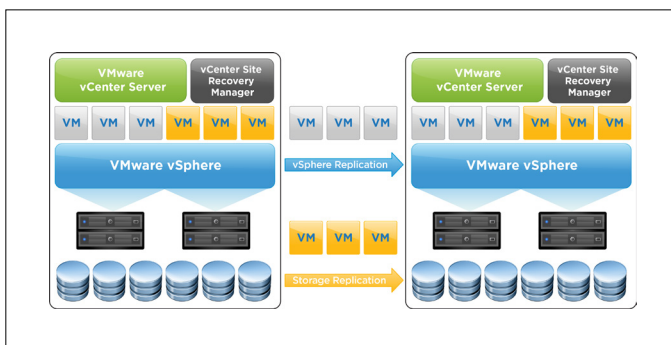 VMware
vCenter Server
vCenter Site
Recovery
Manager
VM VM VM VM VM VM
VMware vSphere
VM VM VM
vSphere Replication
VM VM VM
Storage Replication
VMware
vCenter Server
vCenter Site
Recovery
Manager
VM VM VM VM VM VM
VMware vSphere